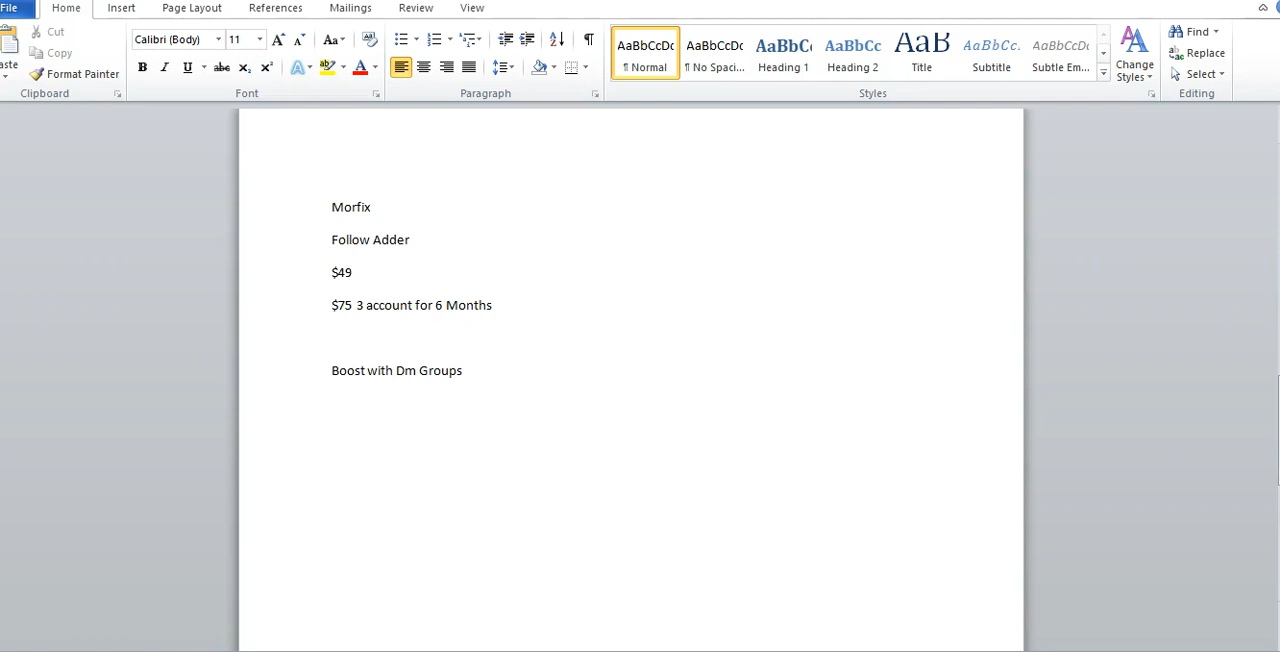 File Home Insert Page Layout References Mailings Review View
Cut
Copy
Format Painter
Clipboard
Calibri (Body) 11
Font
Paragraph
AaBbCcDc AaBbCcDc AaBbC AaBbCc AaB AaBbCc. AaBbCcDc
¶ Normal ¶ No Spaci... Heading 1 Heading 2 Title Subtitle Subtle Em...
Change
Styles
Styles
Find
Replace
Select
Editing
Morfix
Follow Adder
$49
$75 3 account for 6 Months
Boost with Dm Groups